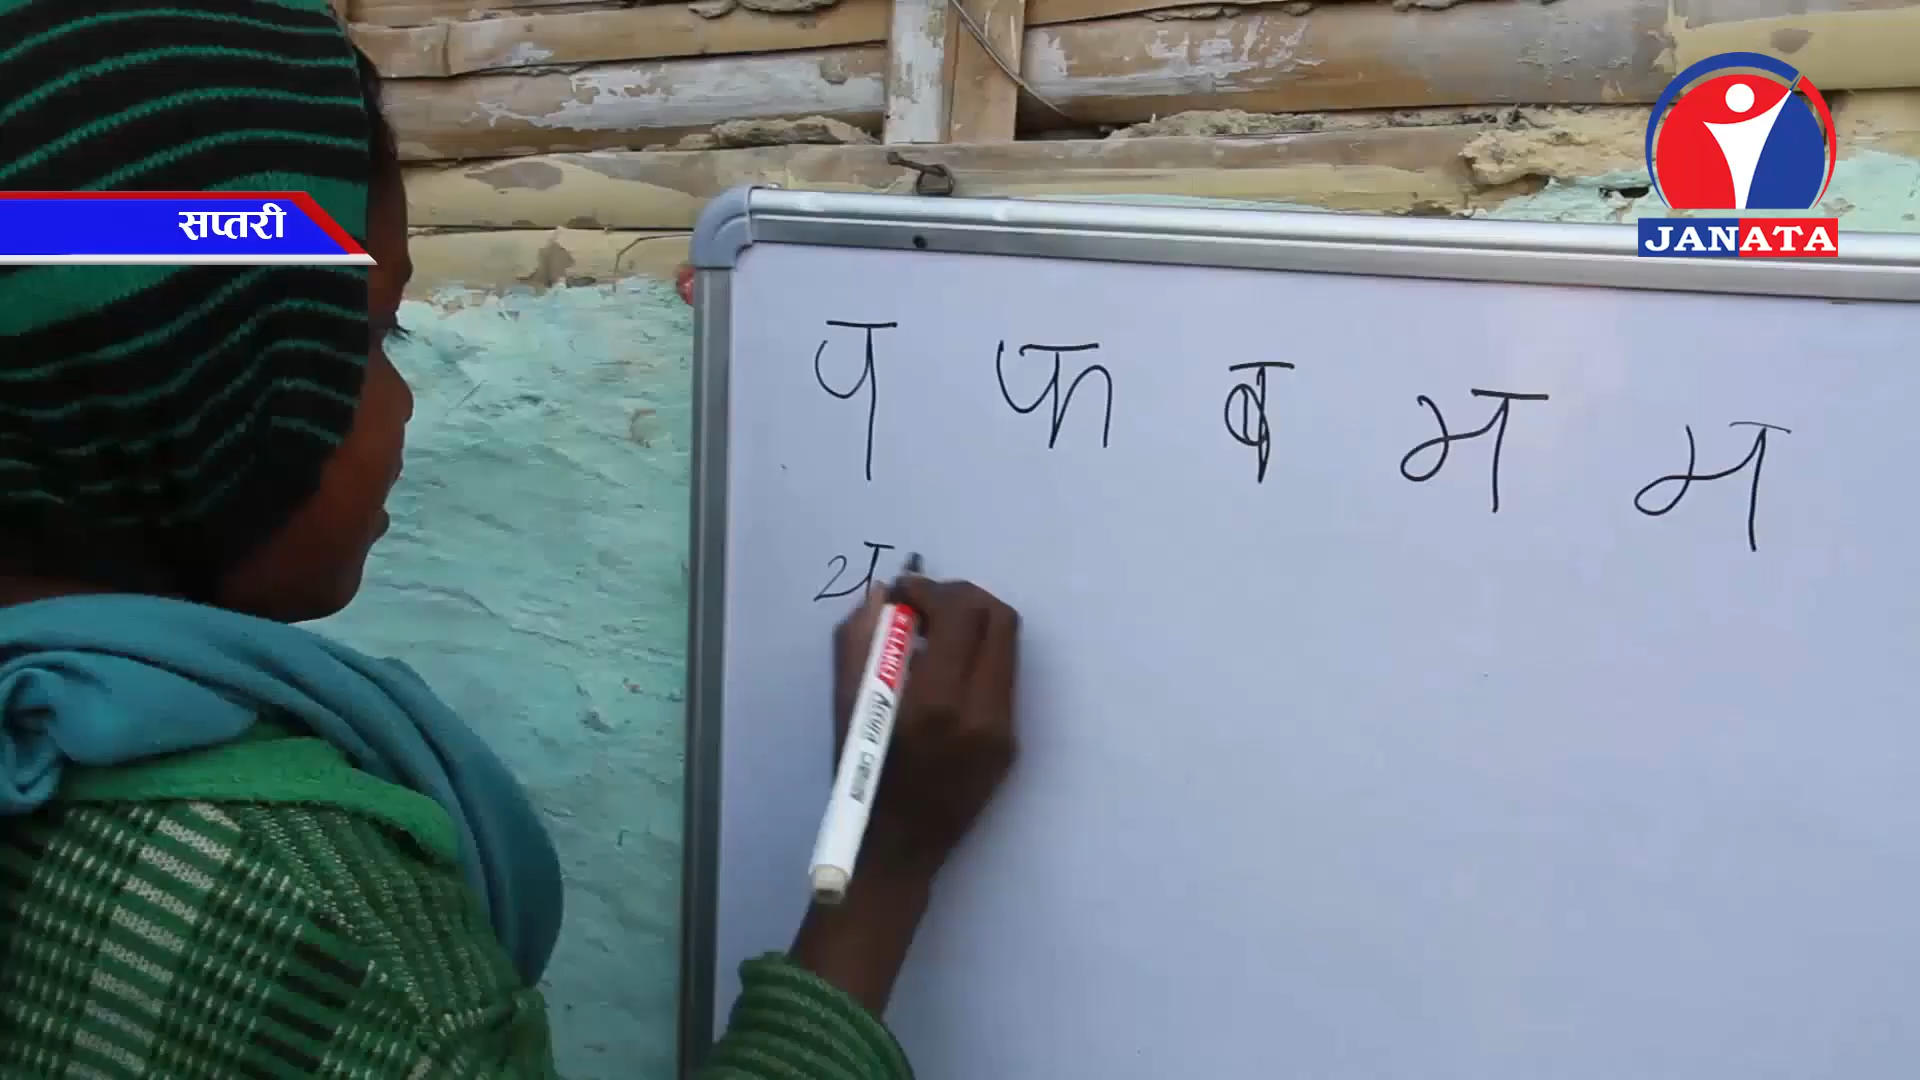 सप्तरी
JANATA
प फ ब भ म
य